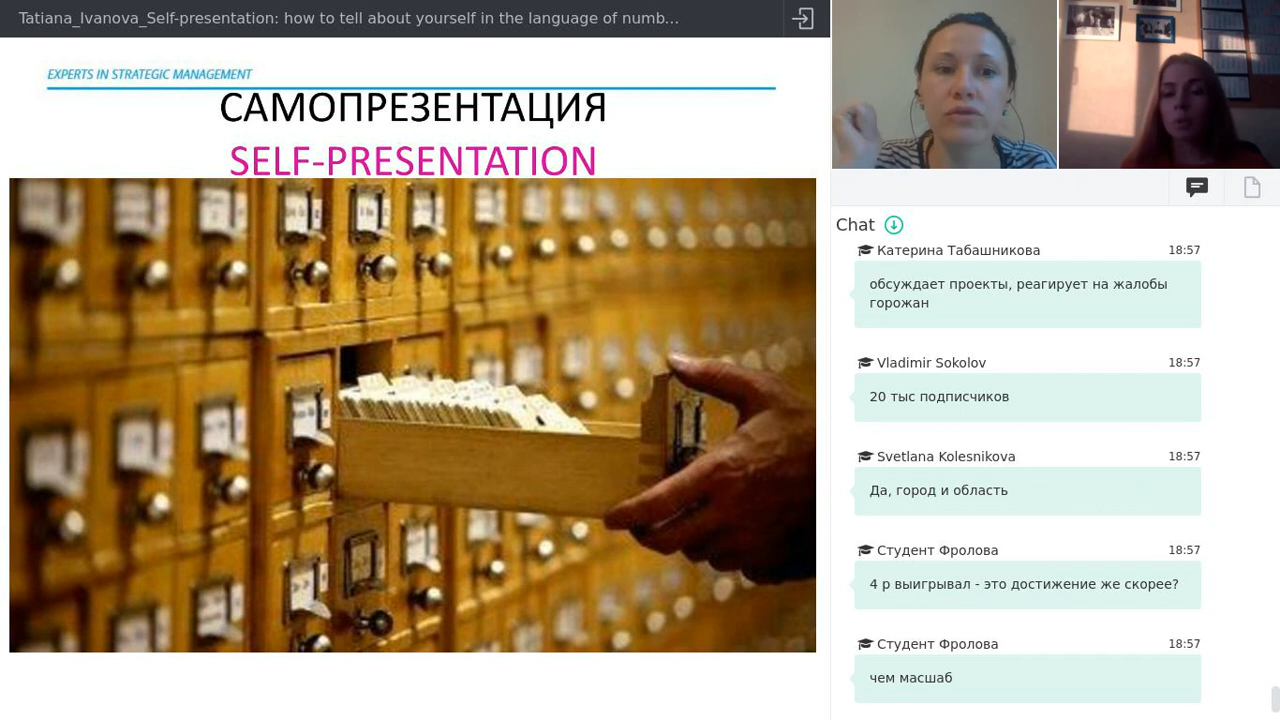 Tatiana_Ivanova_Self-presentation: how to tell about yourself in the language of numb...
EXPERTS IN STRATEGIC MANAGEMENT
САМОПРЕЗЕНТАЦИЯ
SELF-PRESENTATION
Chat
Катерина Табашникова 18:57
обсуждает проекты, реагирует на жалобы
горожан
Vladimir Sokolov 18:57
20 тыс подписчиков
Svetlana Kolesnikova 18:57
Да, город и область
Студент Фролова 18:57
4 р выигрывал - это достижение же скорее?
Студент Фролова 18:57
чем масшаб